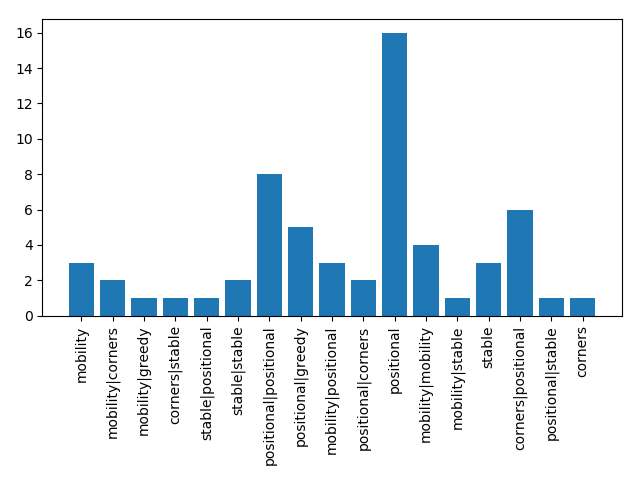 16
14
12
10
8
6
4
2
0
mobility
mobility|corners
mobility|greedy
corners|stable
stable|positional
stable|stable
positional|positional
positional|greedy
mobility|positional
positional|corners
positional
mobility|mobility
mobility|stable
stable
corners|positional
positional|stable
corners